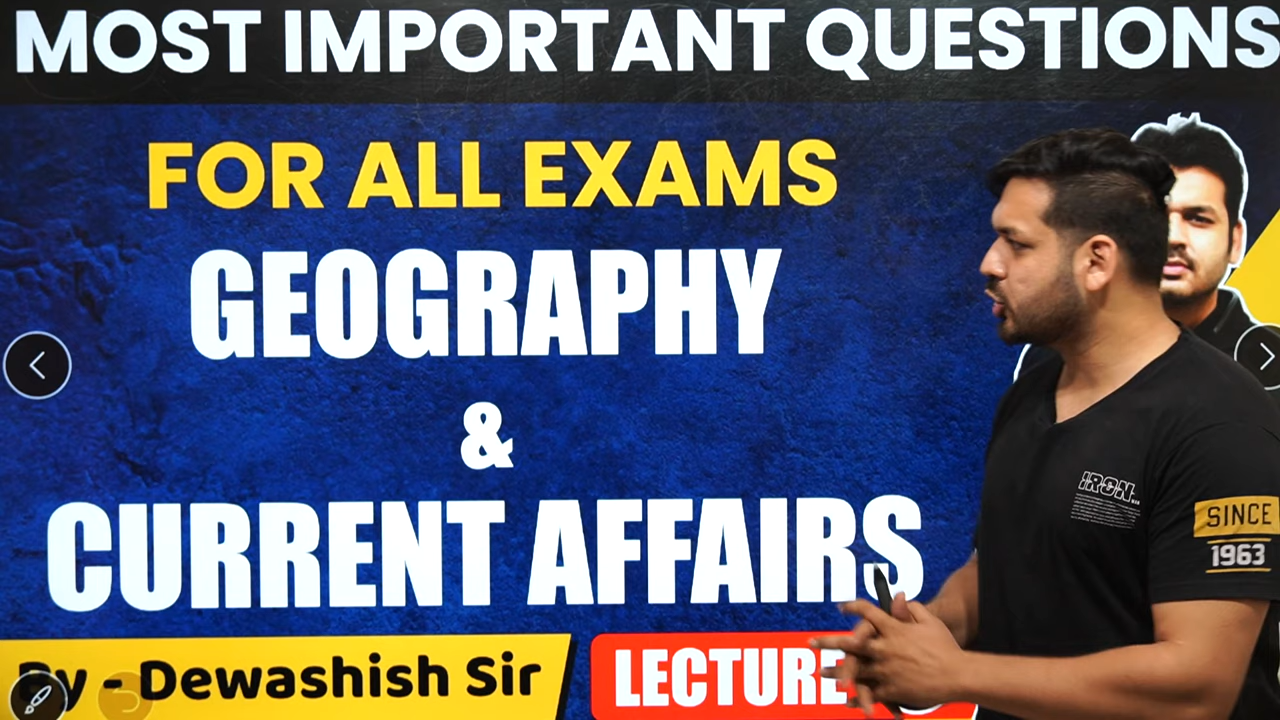 MOST IMPORTANT QUESTIONS
FOR ALL EXAMS
GEOGRAPHY
&
CURRENT AFFAIRS
By - Dewashish Sir
LECTURE
IRON
SINCE
1963